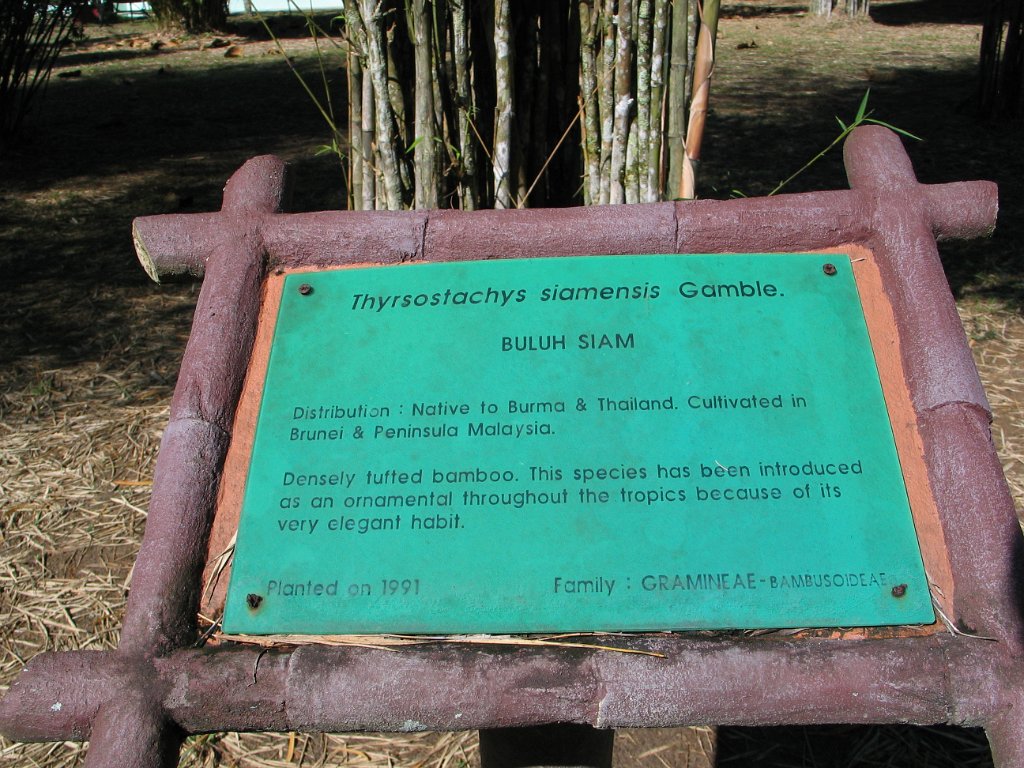 Thyrsostachys siamensis Gamble.
BULUH SIAM
Distribution : Native to Burma & Thailand. Cultivated in
Brunei & Peninsula Malaysia.
Densely tufted bamboo. This species has been introduced
as an ornamental throughout the tropics because of its
very elegant habit.
Planted on 1991
Family : GRAMINEAE-BAMBUSOIDEAE